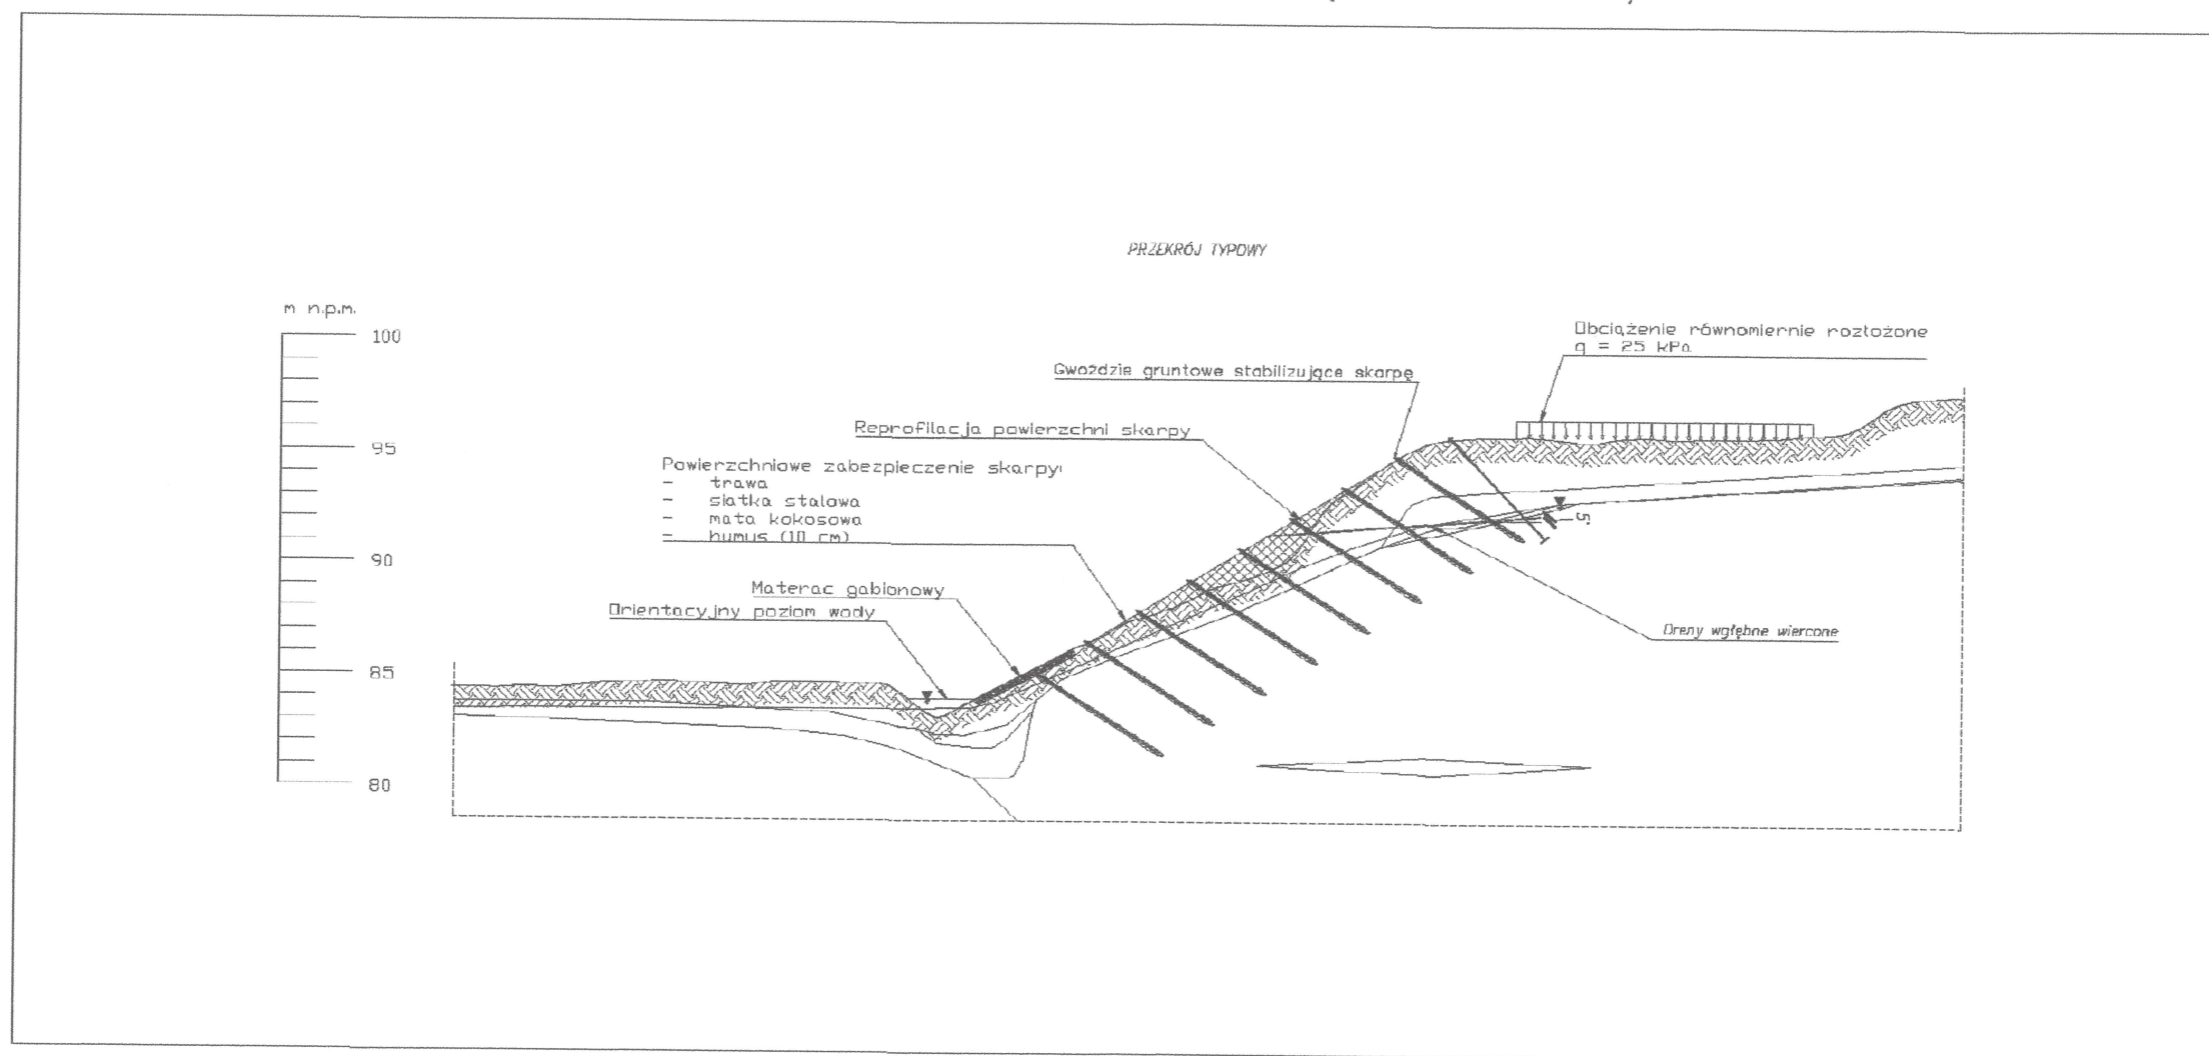 PRZEKRÓJ TYPOWY
m n.p.m.
100
95
90
85
80
Obciążenie równomiernie rozłożone
q = 25 kPa
Gwoździe gruntowe stabilizujące skarpę
Reprofilacja powierzchni skarpy
Powierzchniowe zabezpieczenie skarpy:
- trawa
- siatka stalowa
- mata kokosowa
- humus (10 cm)
Materac gabionowy
Orientacyjny poziom wody
5°
Dreny wgłębne wiercone